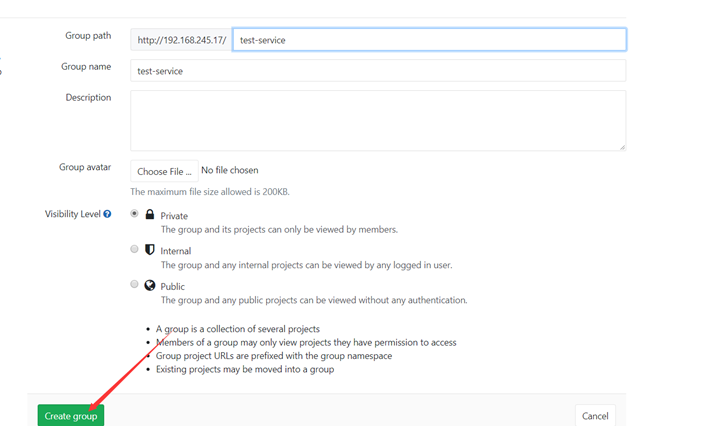 Group path http://192.168.245.17/ test-service
Group name test-service
Description
Group avatar Choose File ... No file chosen
The maximum file size allowed is 200KB.
Visibility Level Private
The group and its projects can only be viewed by members.
Internal
The group and any internal projects can be viewed by any logged in user.
Public
The group and any public projects can be viewed without any authentication.
• A group is a collection of several projects
• Members of a group may only view projects they have permission to access
• Group project URLs are prefixed with the group namespace
• Existing projects may be moved into a group
Create group Cancel